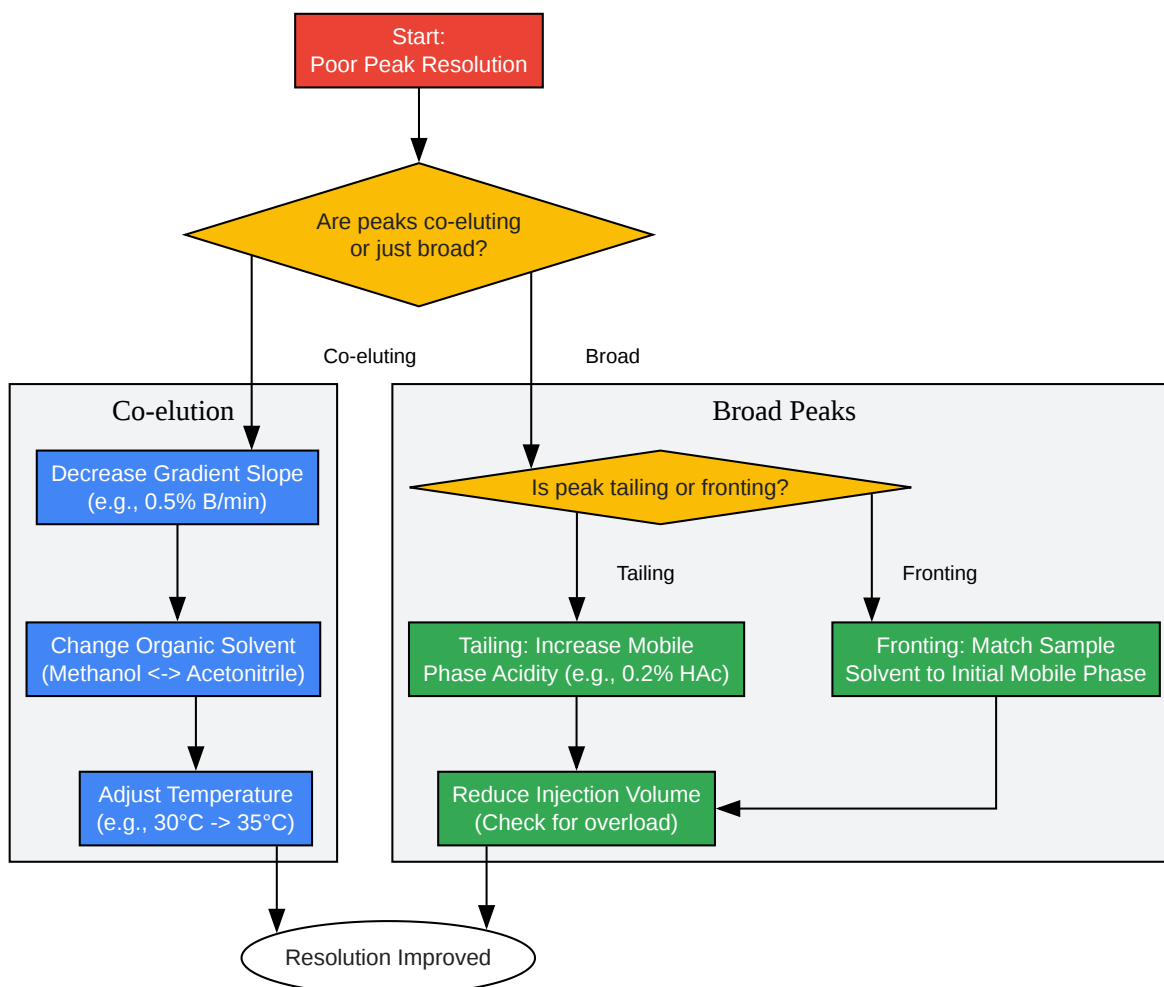 Start:
Poor Peak Resolution
Are peaks co-eluting
or just broad?
Co-eluting
Broad
Co-elution
Decrease Gradient Slope
(e.g., 0.5% B/min)
Change Organic Solvent
(Methanol <-> Acetonitrile)
Adjust Temperature
(e.g., 30°C -> 35°C)
Broad Peaks
Is peak tailing or fronting?
Tailing
Fronting
Tailing: Increase Mobile
Phase Acidity (e.g., 0.2% HAc)
Fronting: Match Sample
Solvent to Initial Mobile Phase
Reduce Injection Volume
(Check for overload)
Resolution Improved